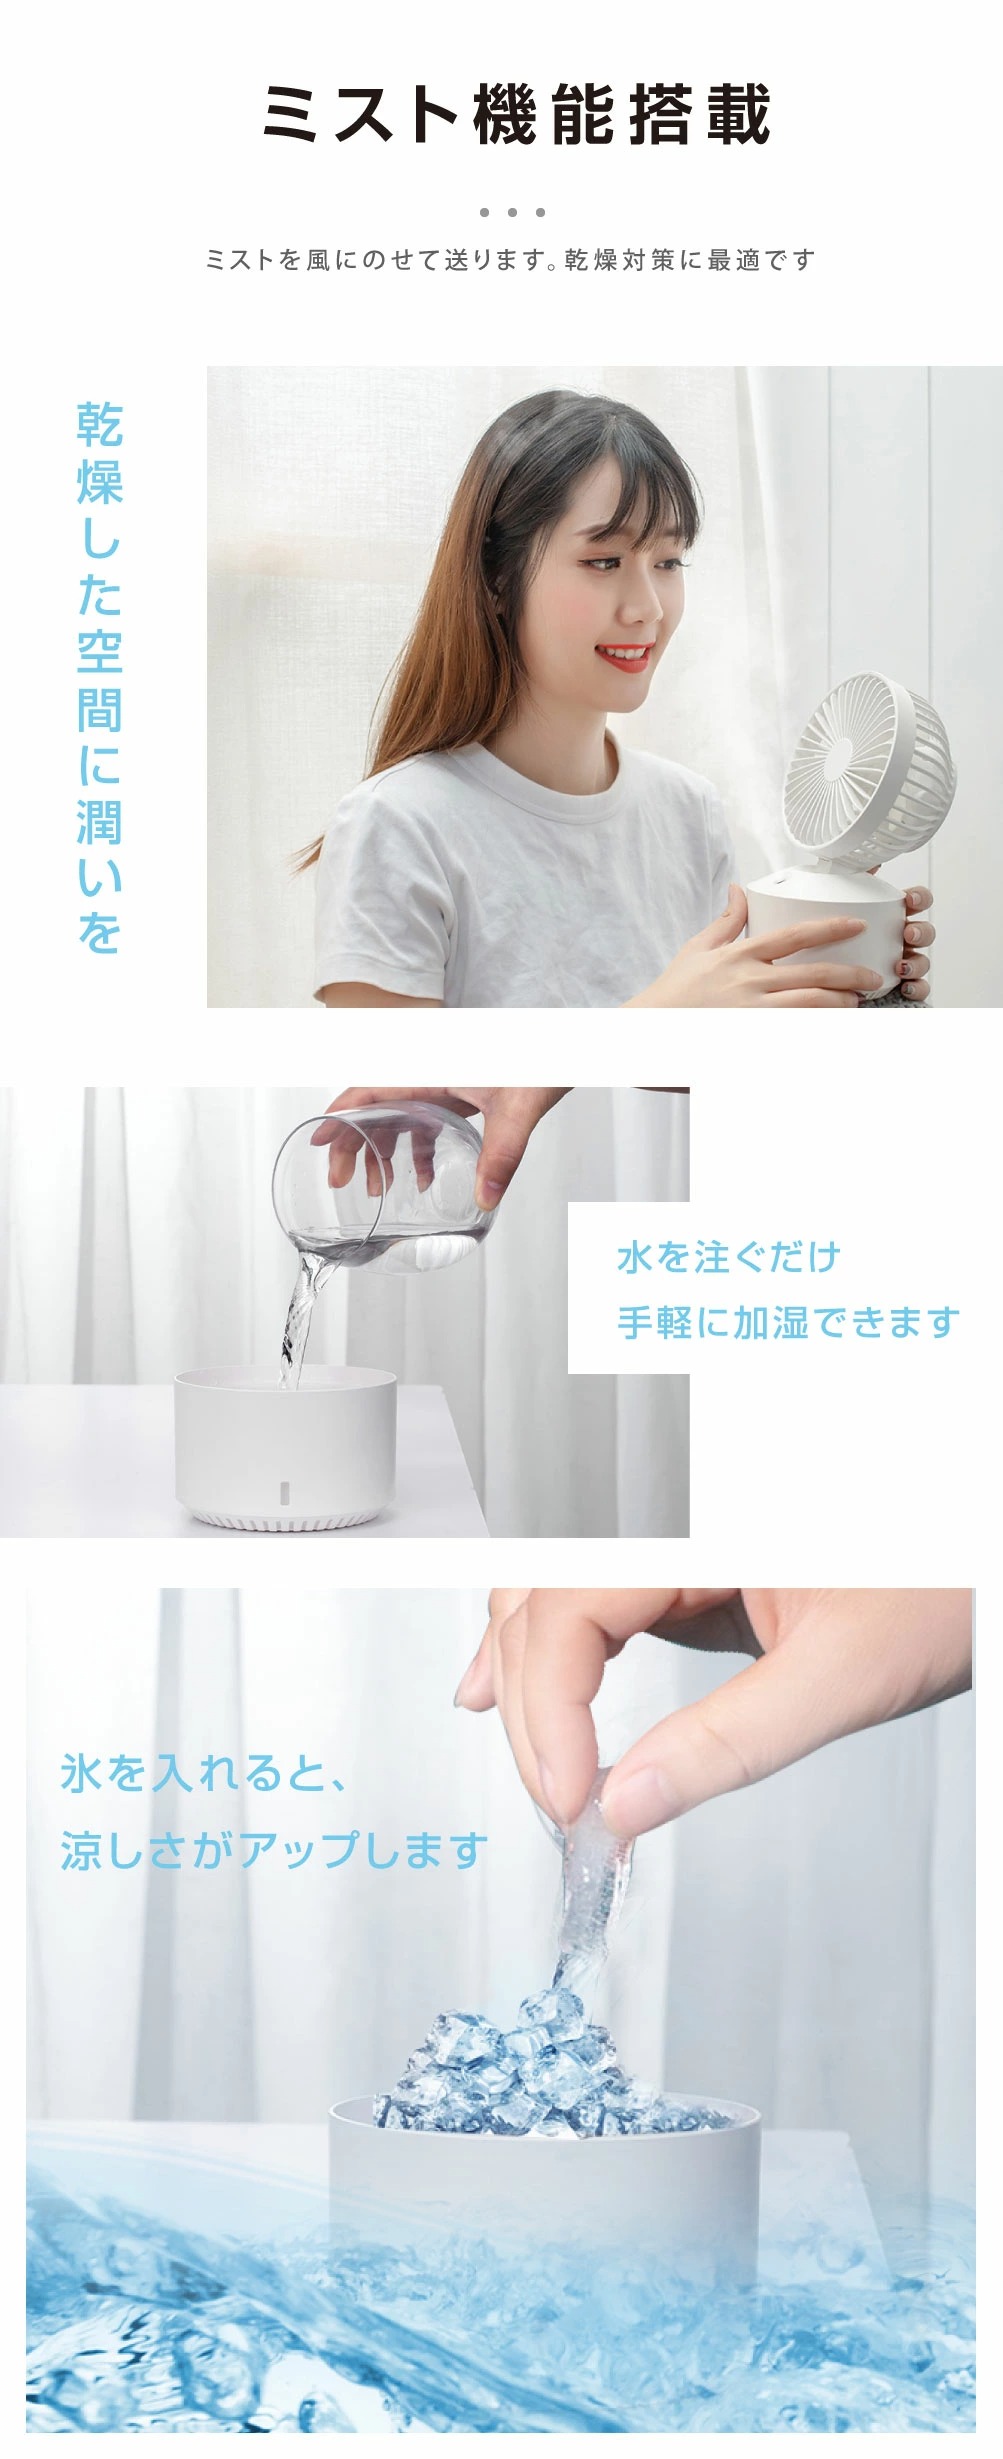 ミスト機能搭載
ミストを風にのせて送ります。乾燥対策に最適です
乾燥した空間に潤いを
水を注ぐだけ
手軽に加湿できます
氷を入れると、
涼しさがアップします